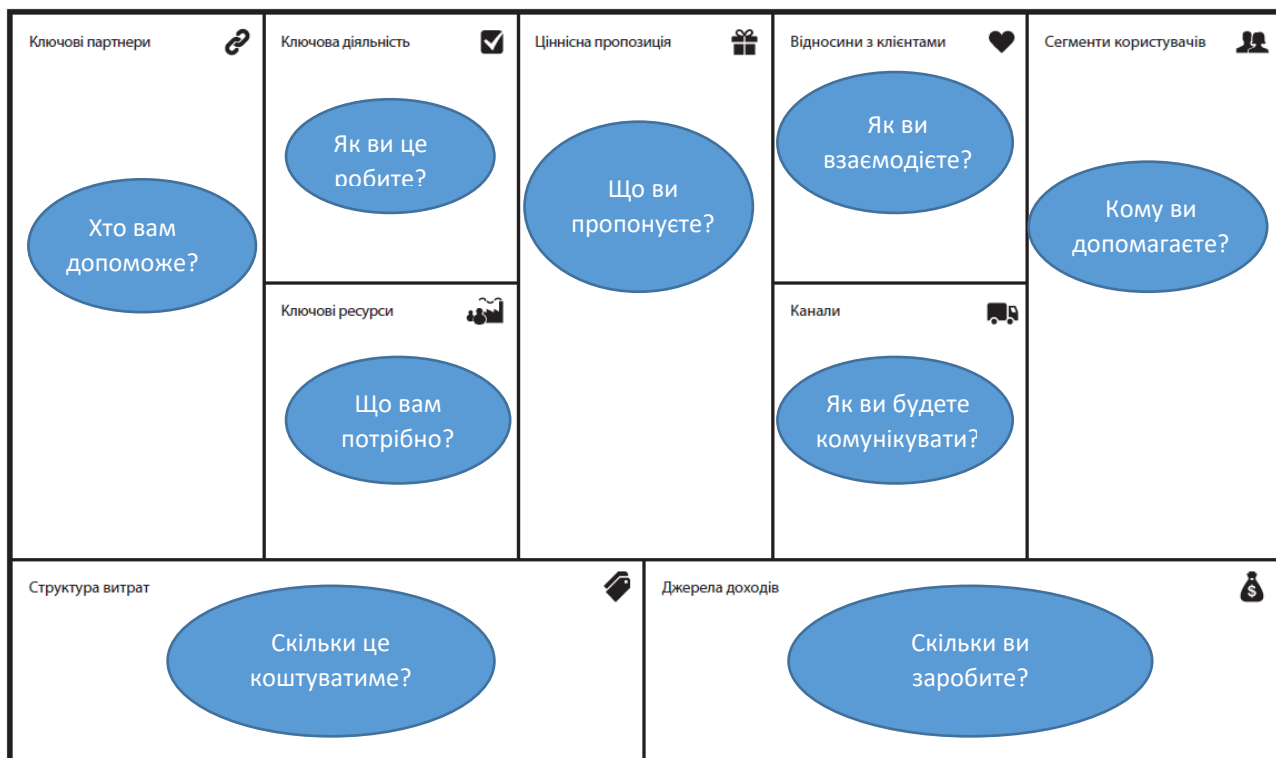 Ключові партнери
Хто вам
допоможе?
Ключова діяльність
Як ви це
робите?
Ключові ресурси
Що вам
потрібно?
Ціннісна пропозиція
Що ви
пропонуєте?
Відносини з клієнтами
Як ви
взаємодієте?
Канали
Як ви будете
комунікувати?
Сегменти користувачів
Кому ви
допомагаєте?
Структура витрат
Скільки це
коштуватиме?
Джерела доходів
$
Скільки ви
заробите?